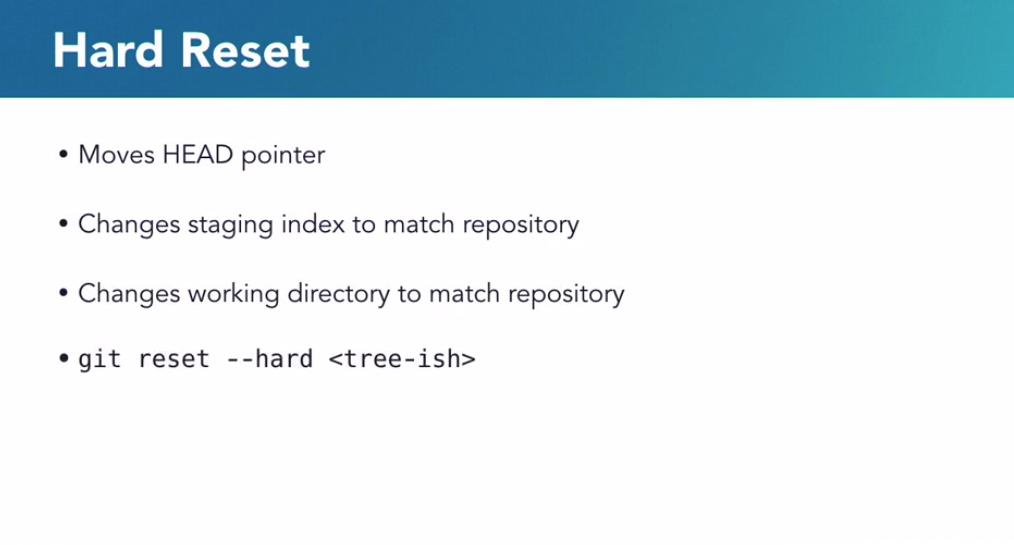 Hard Reset
• Moves HEAD pointer
• Changes staging index to match repository
• Changes working directory to match repository
• git reset --hard <tree-ish>